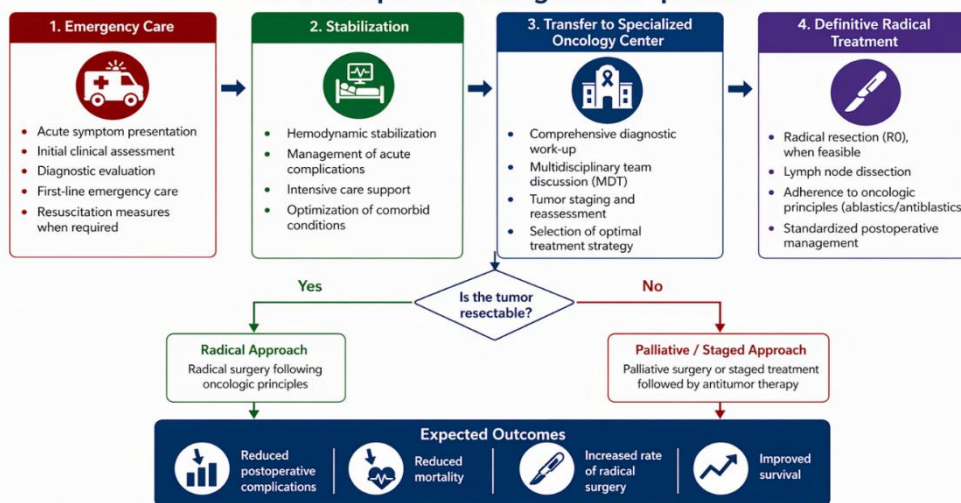 1. Emergency Care
• Acute symptom presentation
• Initial clinical assessment
• Diagnostic evaluation
• First-line emergency care
• Resuscitation measures
when required
2. Stabilization
• Hemodynamic stabilization
• Management of acute
complications
• Intensive care support
• Optimization of comorbid
conditions
3. Transfer to Specialized
Oncology Center
• Comprehensive diagnostic
work-up
• Multidisciplinary team
discussion (MDT)
• Tumor staging and
reassessment
• Selection of optimal
treatment strategy
4. Definitive Radical
Treatment
• Radical resection (R0),
when feasible
• Lymph node dissection
• Adherence to oncologic
principles (ablastics/antiblastics
• Standardized postoperative
management
Is the tumor
resectable?
Yes
No
Radical Approach
Radical surgery following
oncologic principles
Palliative / Staged Approach
Palliative surgery or staged treatment
followed by antitumor therapy
Expected Outcomes
Reduced
postoperative
complications
Reduced
mortality
Increased rate
of radical
surgery
Improved
survival